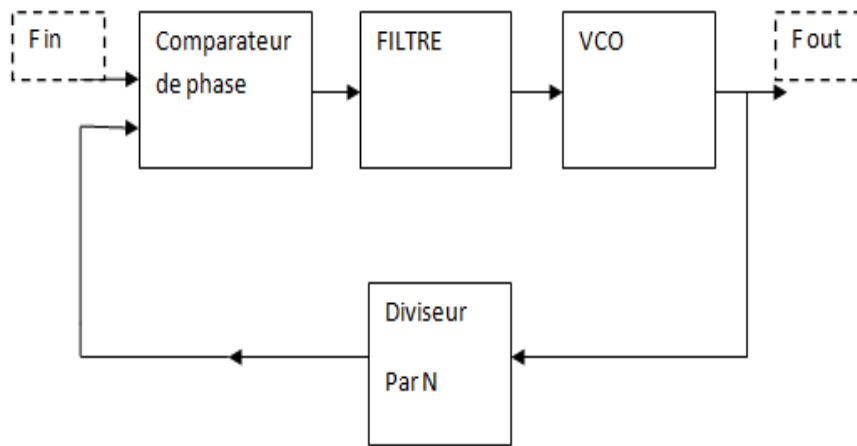 F in
Comparateur
de phase
FILTRE
VCO
F out
Diviseur
Par N